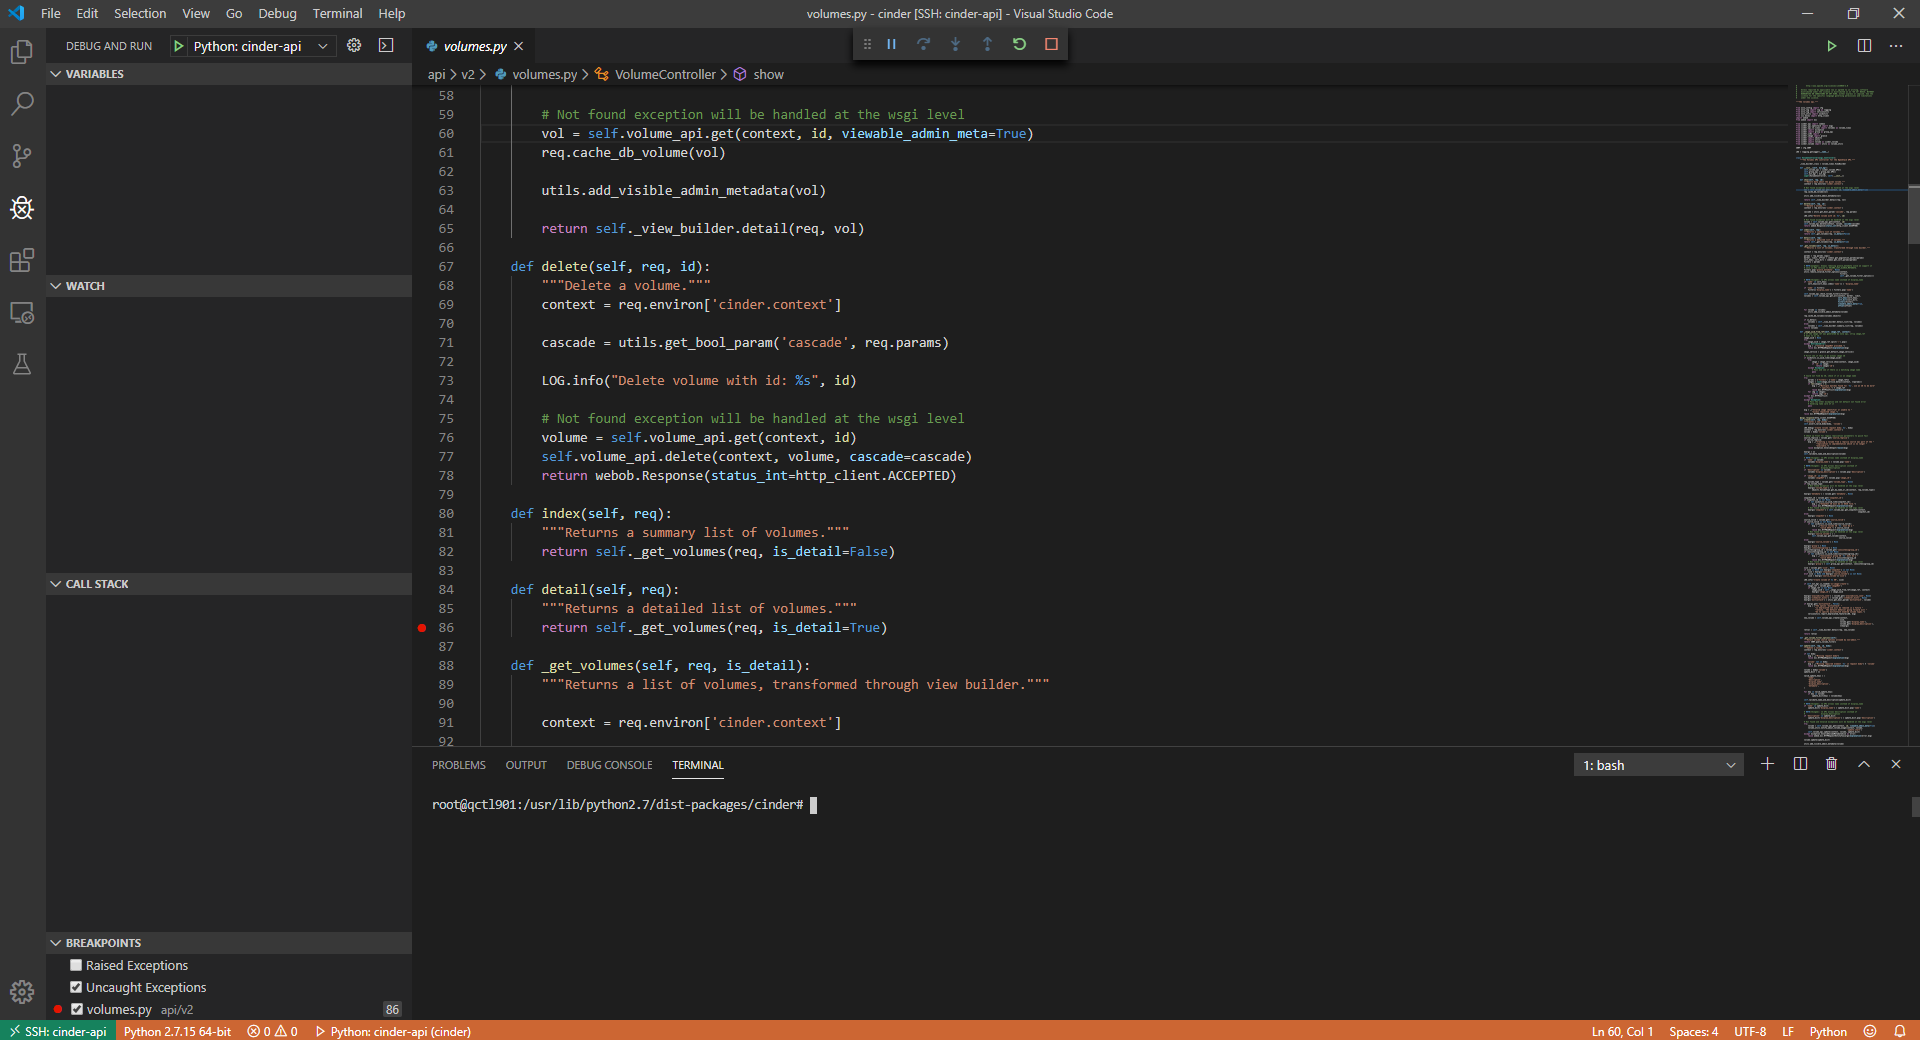 File Edit Selection View Go Debug Terminal Help
volumes.py - cinder [SSH: cinder-api] - Visual Studio Code
DEBUG AND RUN
Python: cinder-api
volumes.py
api > v2 > volumes.py > VolumeController > show
VARIABLES
WATCH
CALL STACK
BREAKPOINTS
Raised Exceptions
Uncaught Exceptions
volumes.py api/v2 86
58
59 # Not found exception will be handled at the wsgi level
60 vol = self.volume_api.get(context, id, viewable_admin_meta=True)
61 req.cache_db_volume(vol)
62
63 utils.add_visible_admin_metadata(vol)
64
65 return self._view_builder.detail(req, vol)
66
67 def delete(self, req, id):
68 """Delete a volume."""
69 context = req.environ['cinder.context']
70
71 cascade = utils.get_bool_param('cascade', req.params)
72
73 LOG.info("Delete volume with id: %s", id)
74
75 # Not found exception will be handled at the wsgi level
76 volume = self.volume_api.get(context, id)
77 self.volume_api.delete(context, volume, cascade=cascade)
78 return webob.Response(status_int=http_client.ACCEPTED)
79
80 def index(self, req):
81 """Returns a summary list of volumes."""
82 return self._get_volumes(req, is_detail=False)
83
84 def detail(self, req):
85 """Returns a detailed list of volumes."""
86 return self._get_volumes(req, is_detail=True)
87
88 def _get_volumes(self, req, is_detail):
89 """Returns a list of volumes, transformed through view builder."""
90
91 context = req.environ['cinder.context']
92
PROBLEMS OUTPUT DEBUG CONSOLE TERMINAL
1: bash
root@qctl901:/usr/lib/python2.7/dist-packages/cinder#
SSH: cinder-api Python 2.7.15 64-bit 0 0 Python: cinder-api (cinder)
Ln 60, Col 1 Spaces: 4 UTF-8 LF Python